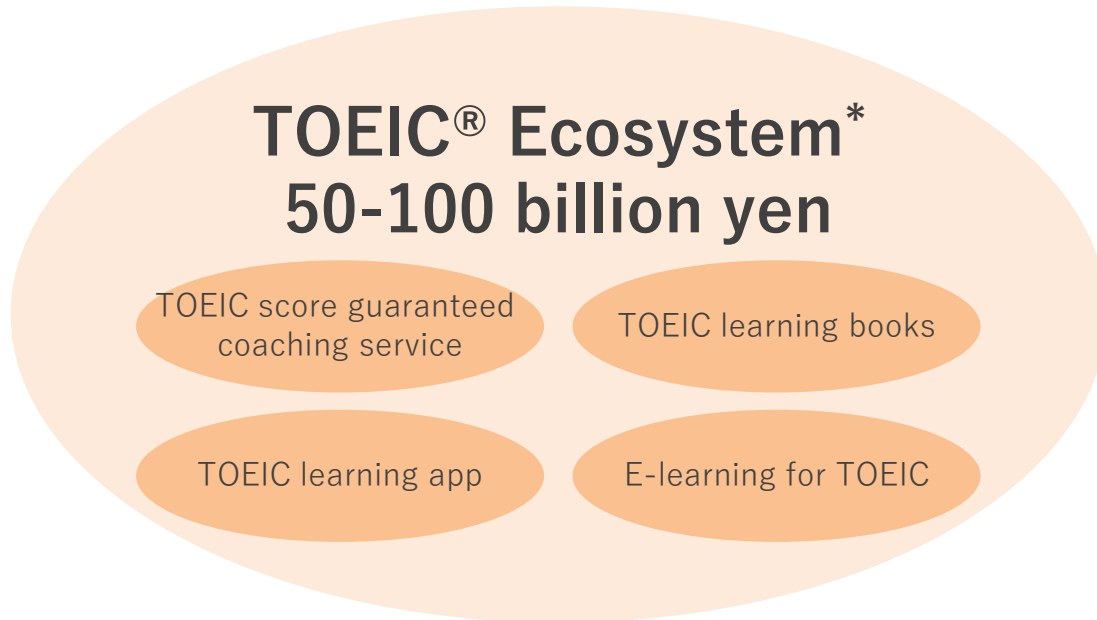 TOEIC® Ecosystem*
50-100 billion yen
TOEIC score guaranteed
coaching service
TOEIC learning books
TOEIC learning app
E-learning for TOEIC